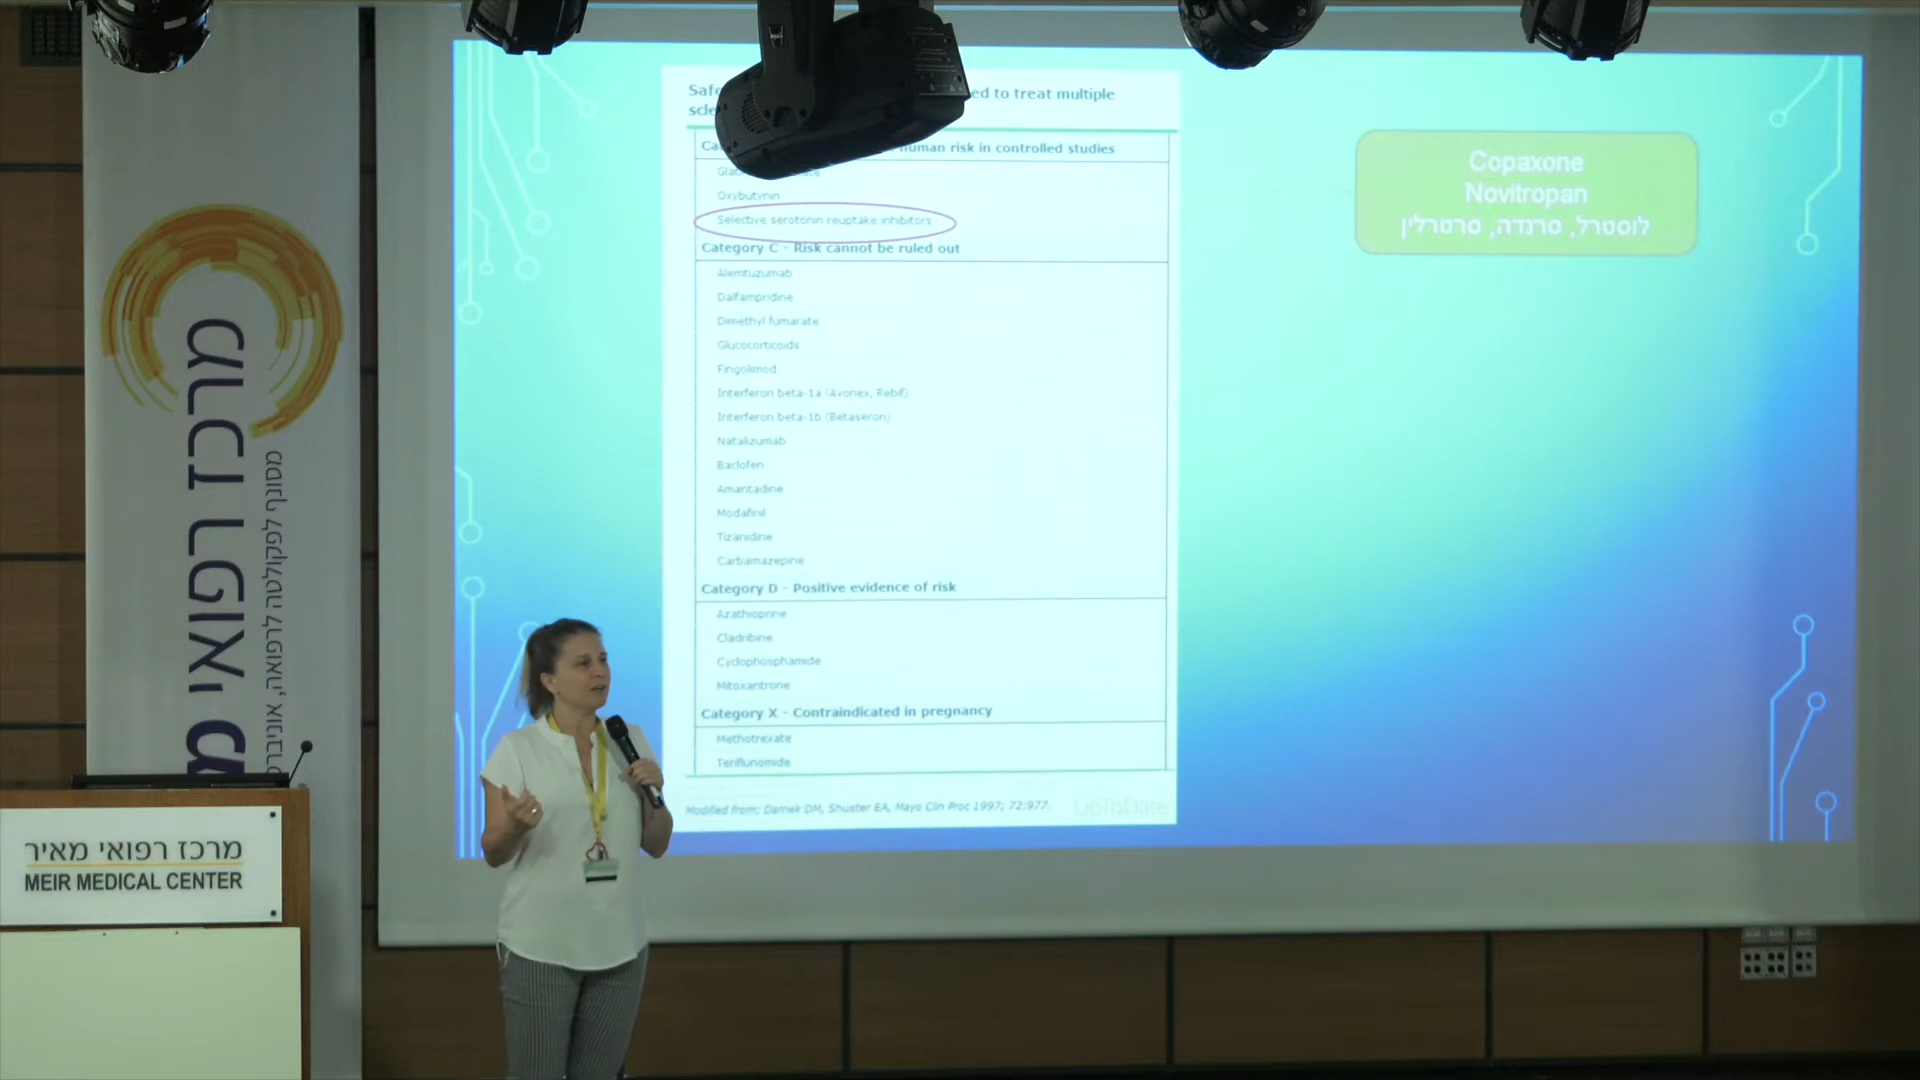 Safe ed to treat multiple
scle
Ca human risk in controlled studies
Oxybutynin
Selective serotonin reuptake inhibitors
Category C - Risk cannot be ruled out
Alemtuzumab
Dalfampridine
Dimethyl fumarate
Glucocorticoids
Fingolimod
Interferon beta-1a (Avonex, Rebif)
Interferon beta-1b (Betaseron)
Natalizumab
Baclofen
Amantadine
Modafinil
Tizanidine
Carbamazepine
Category D - Positive evidence of risk
Azathioprine
Cladribine
Cyclophosphamide
Mitoxantrone
Category X - Contraindicated in pregnancy
Methotrexate
Teriflunomide
Modified from: Damek DM, Shuster EA, Mayo Clin Proc 1997; 72:977.
UpToDate
Copaxone
Novitropan
לוסטרל, סרנדה, סרטרלין
מרכז רפואי מ
מסונף לפקולטה לרפואה, אוניברס
מרכז רפואי מאיר
MEIR MEDICAL CENTER